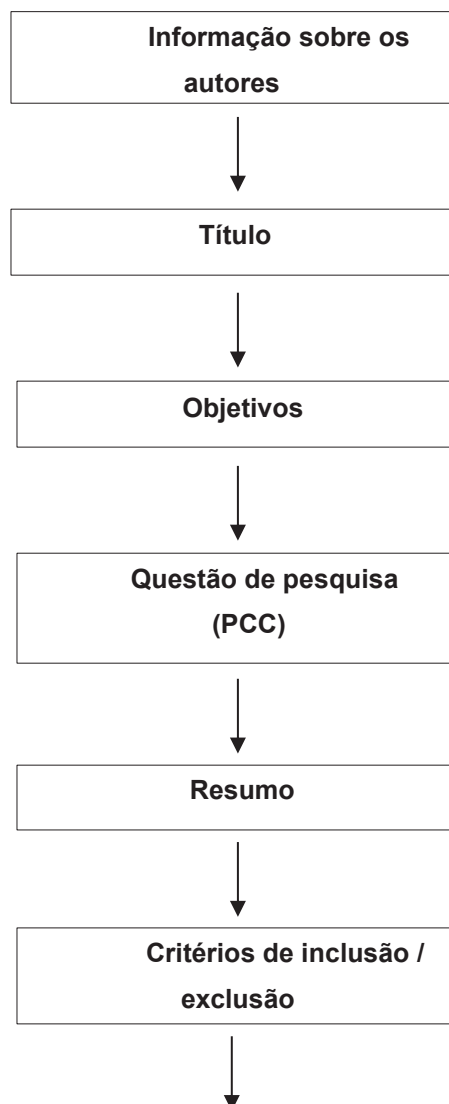 Informação sobre os
autores
Título
Objetivos
Questão de pesquisa
(PCC)
Resumo
Critérios de inclusão /
exclusão